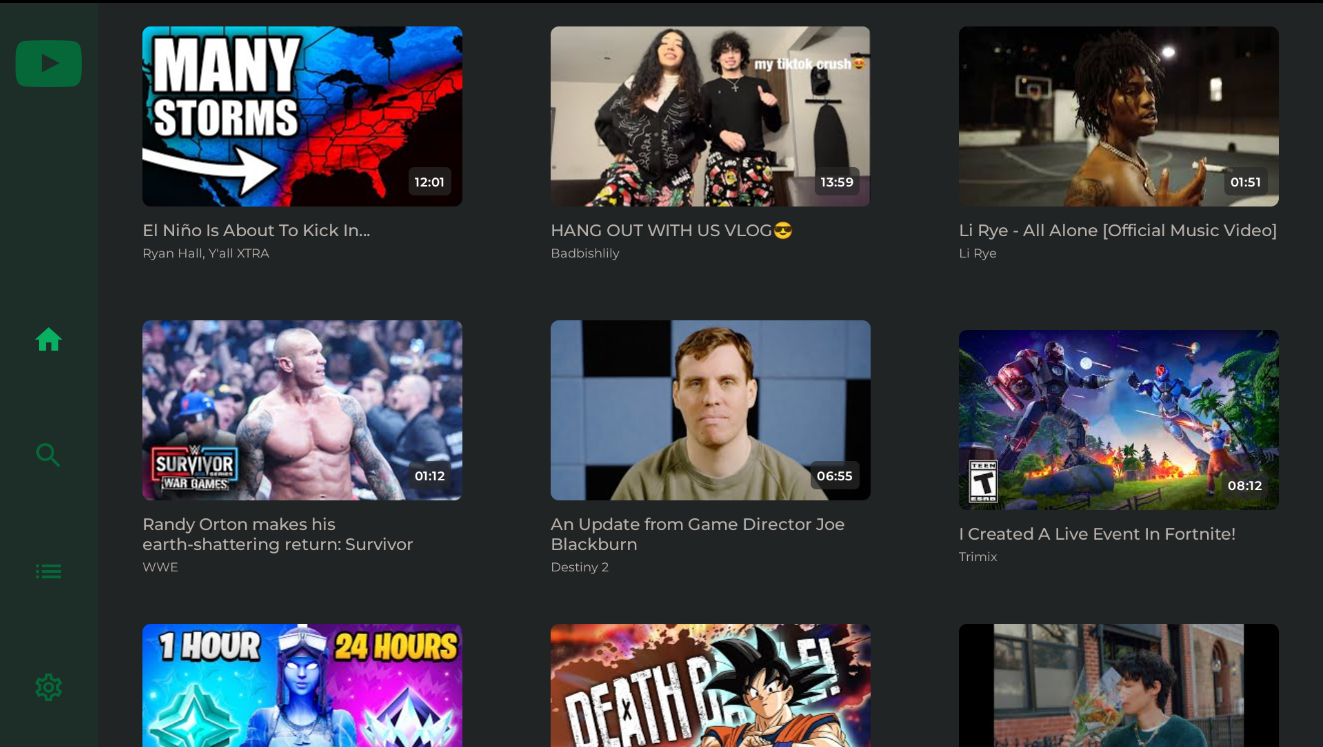 MANY
STORMS
12:01
my tiktok crush😍
13:59
01:51
El Niño Is About To Kick In...
Ryan Hall, Y'all XTRA
HANG OUT WITH US VLOG😎
Badbishlily
Li Rye - All Alone [Official Music Video]
Li Rye
W
SURVIVOR
SERIES
WAR GAMES
01:12
06:55
TEEN
T
ESRB
08:12
Randy Orton makes his
earth-shattering return: Survivor
WWE
An Update from Game Director Joe
Blackburn
Destiny 2
I Created A Live Event In Fortnite!
Trimix
1 HOUR
24 HOURS
DEATH